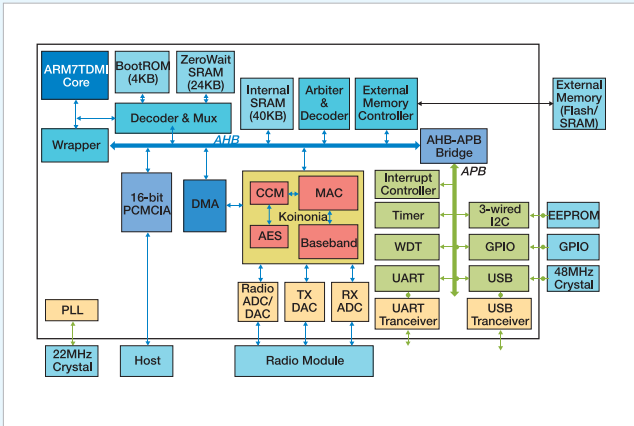 ARM7TDMI
Core
BootROM
(4KB)
ZeroWait
SRAM
(24KB)
Decoder & Mux
Wrapper
Internal
SRAM
(40KB)
Arbiter
&
Decoder
External
Memory
Controller
External
Memory
(Flash/
SRAM)
AHB
AHB-APB
Bridge
APB
16-bit
PCMCIA
DMA
CCM
MAC
Koinonia
AES
Baseband
Interrupt
Controller
Timer
3-wired
I2C
EEPROM
WDT
GPIO
GPIO
UART
USB
48MHz
Crystal
Radio
ADC/
DAC
TX
DAC
RX
ADC
UART
Tranceiver
USB
Tranceiver
PLL
22MHz
Crystal
Host
Radio Module